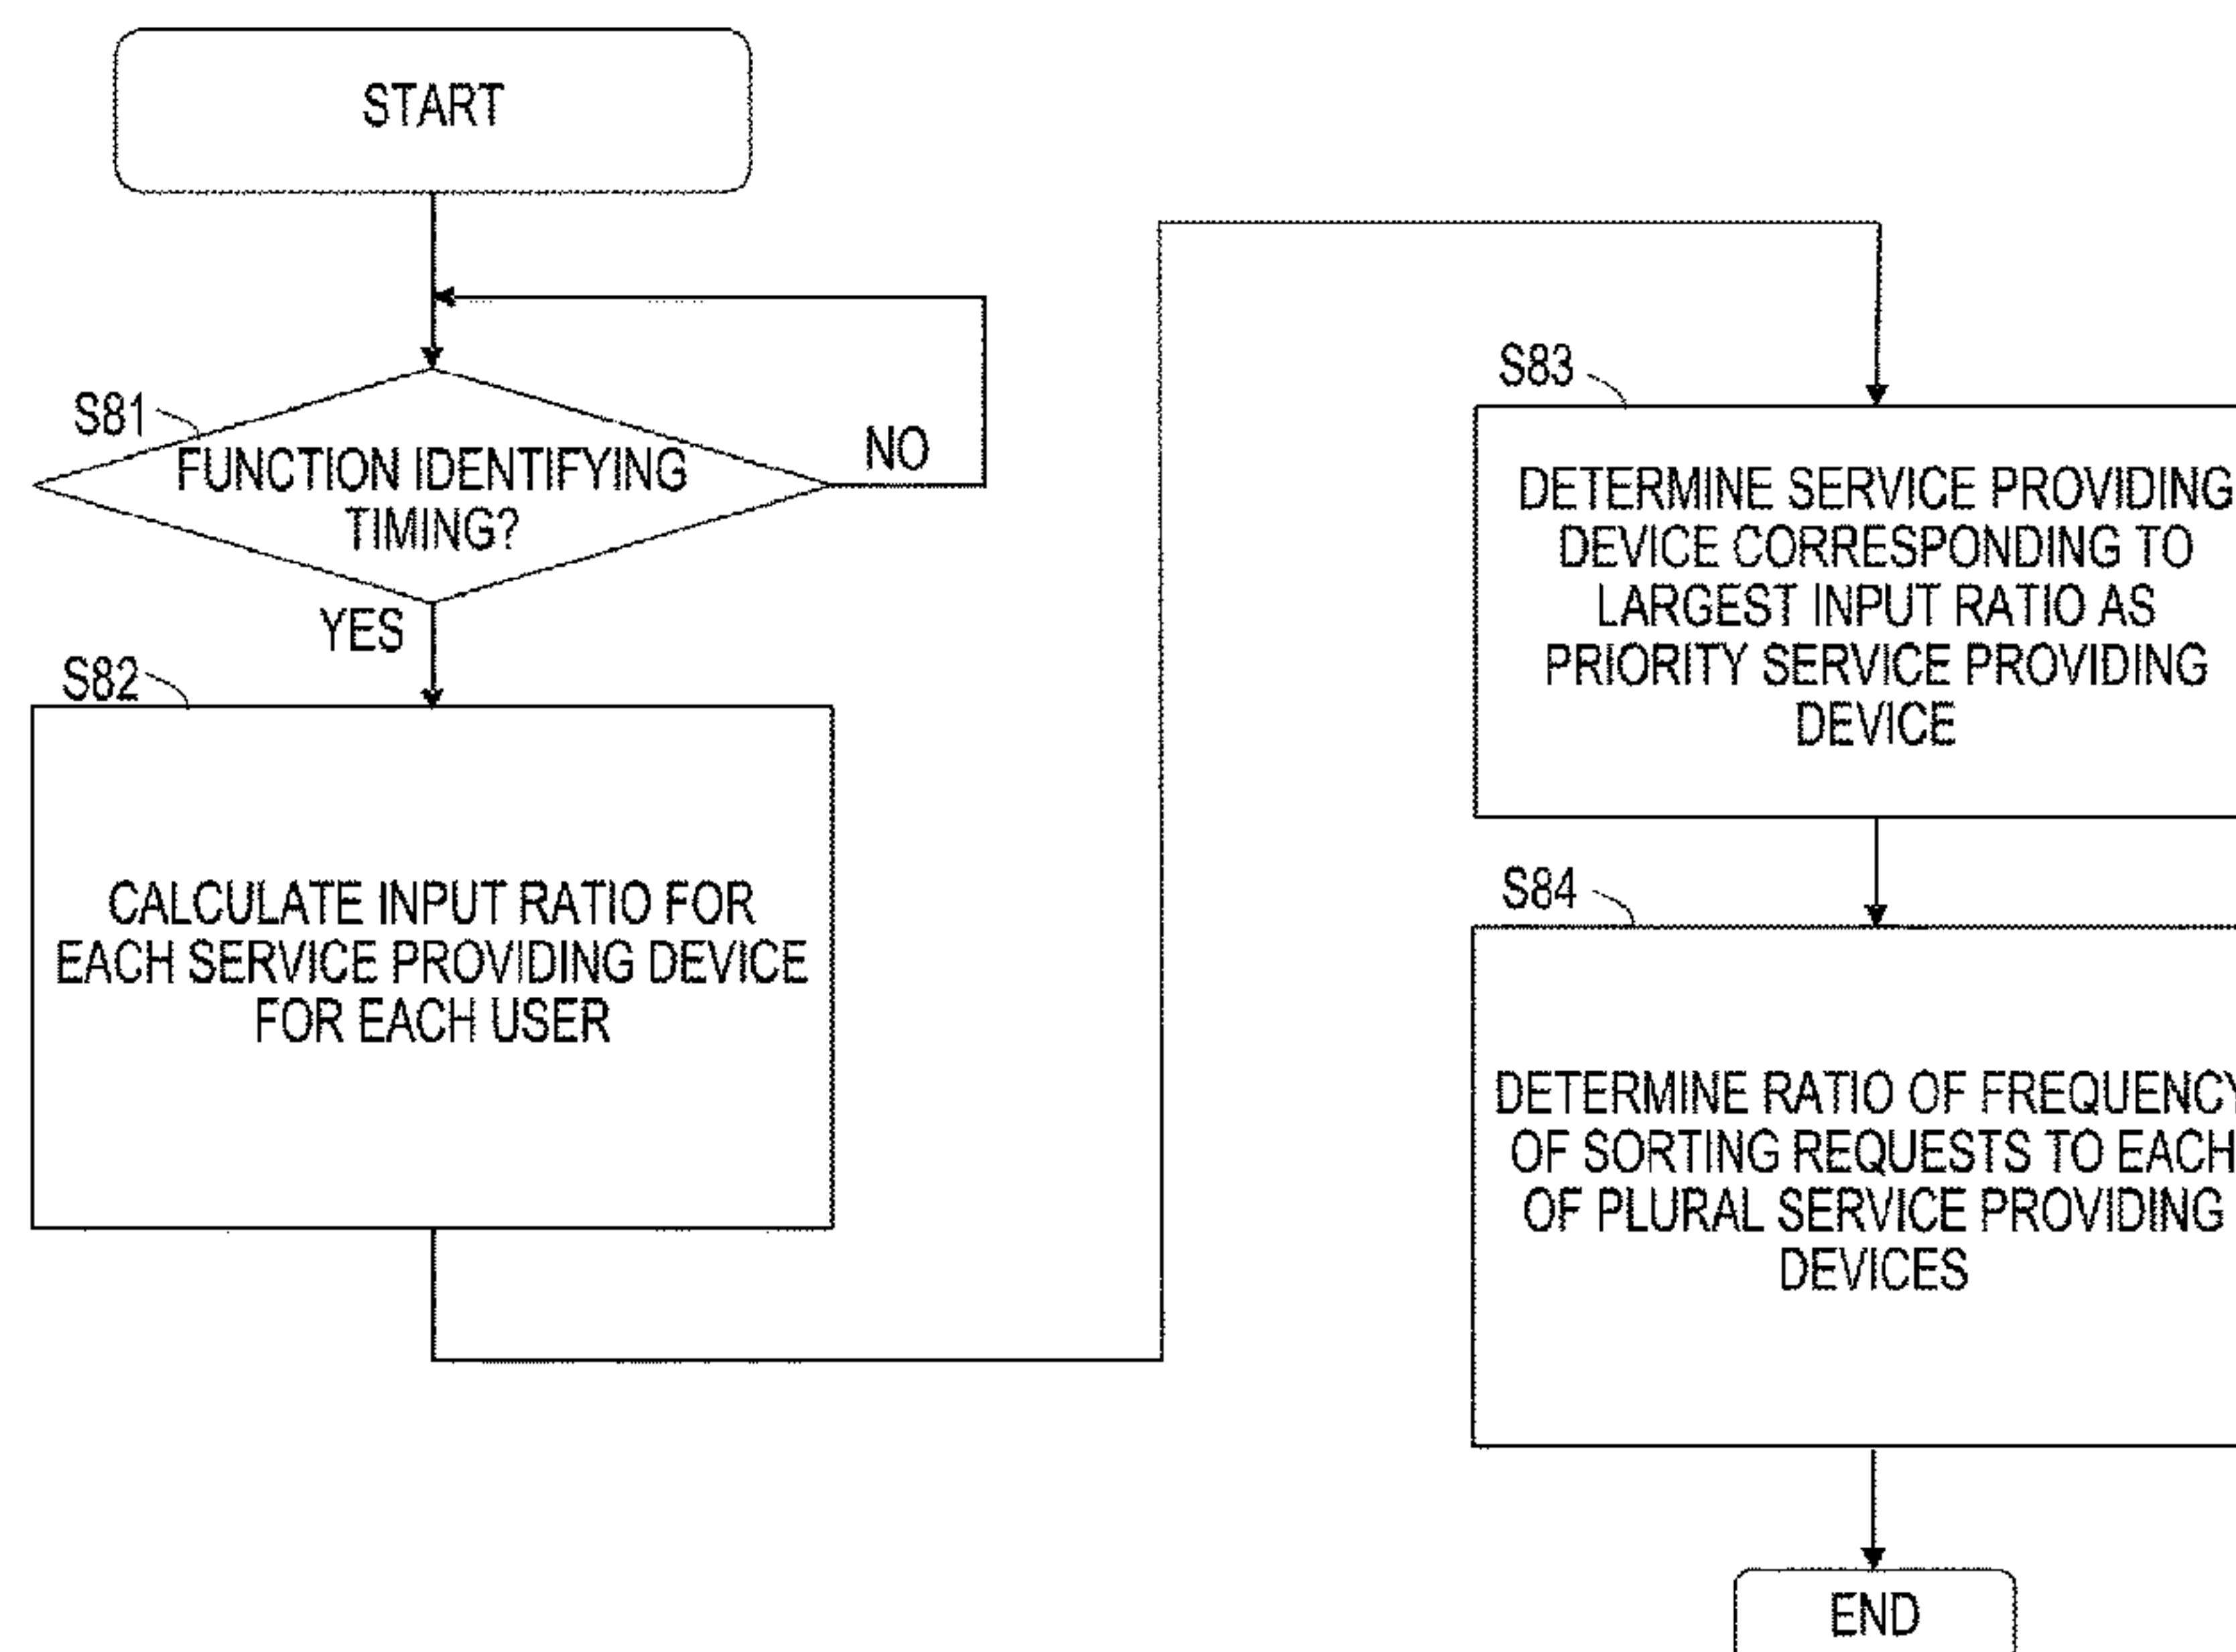 START
S81
FUNCTION IDENTIFYING
TIMING?
NO
YES
S82
CALCULATE INPUT RATIO FOR
EACH SERVICE PROVIDING DEVICE
FOR EACH USER
S83
DETERMINE SERVICE PROVIDING
DEVICE CORRESPONDING TO
LARGEST INPUT RATIO AS
PRIORITY SERVICE PROVIDING
DEVICE
S84
DETERMINE RATIO OF FREQUENCY
OF SORTING REQUESTS TO EACH
OF PLURAL SERVICE PROVIDING
DEVICES
END